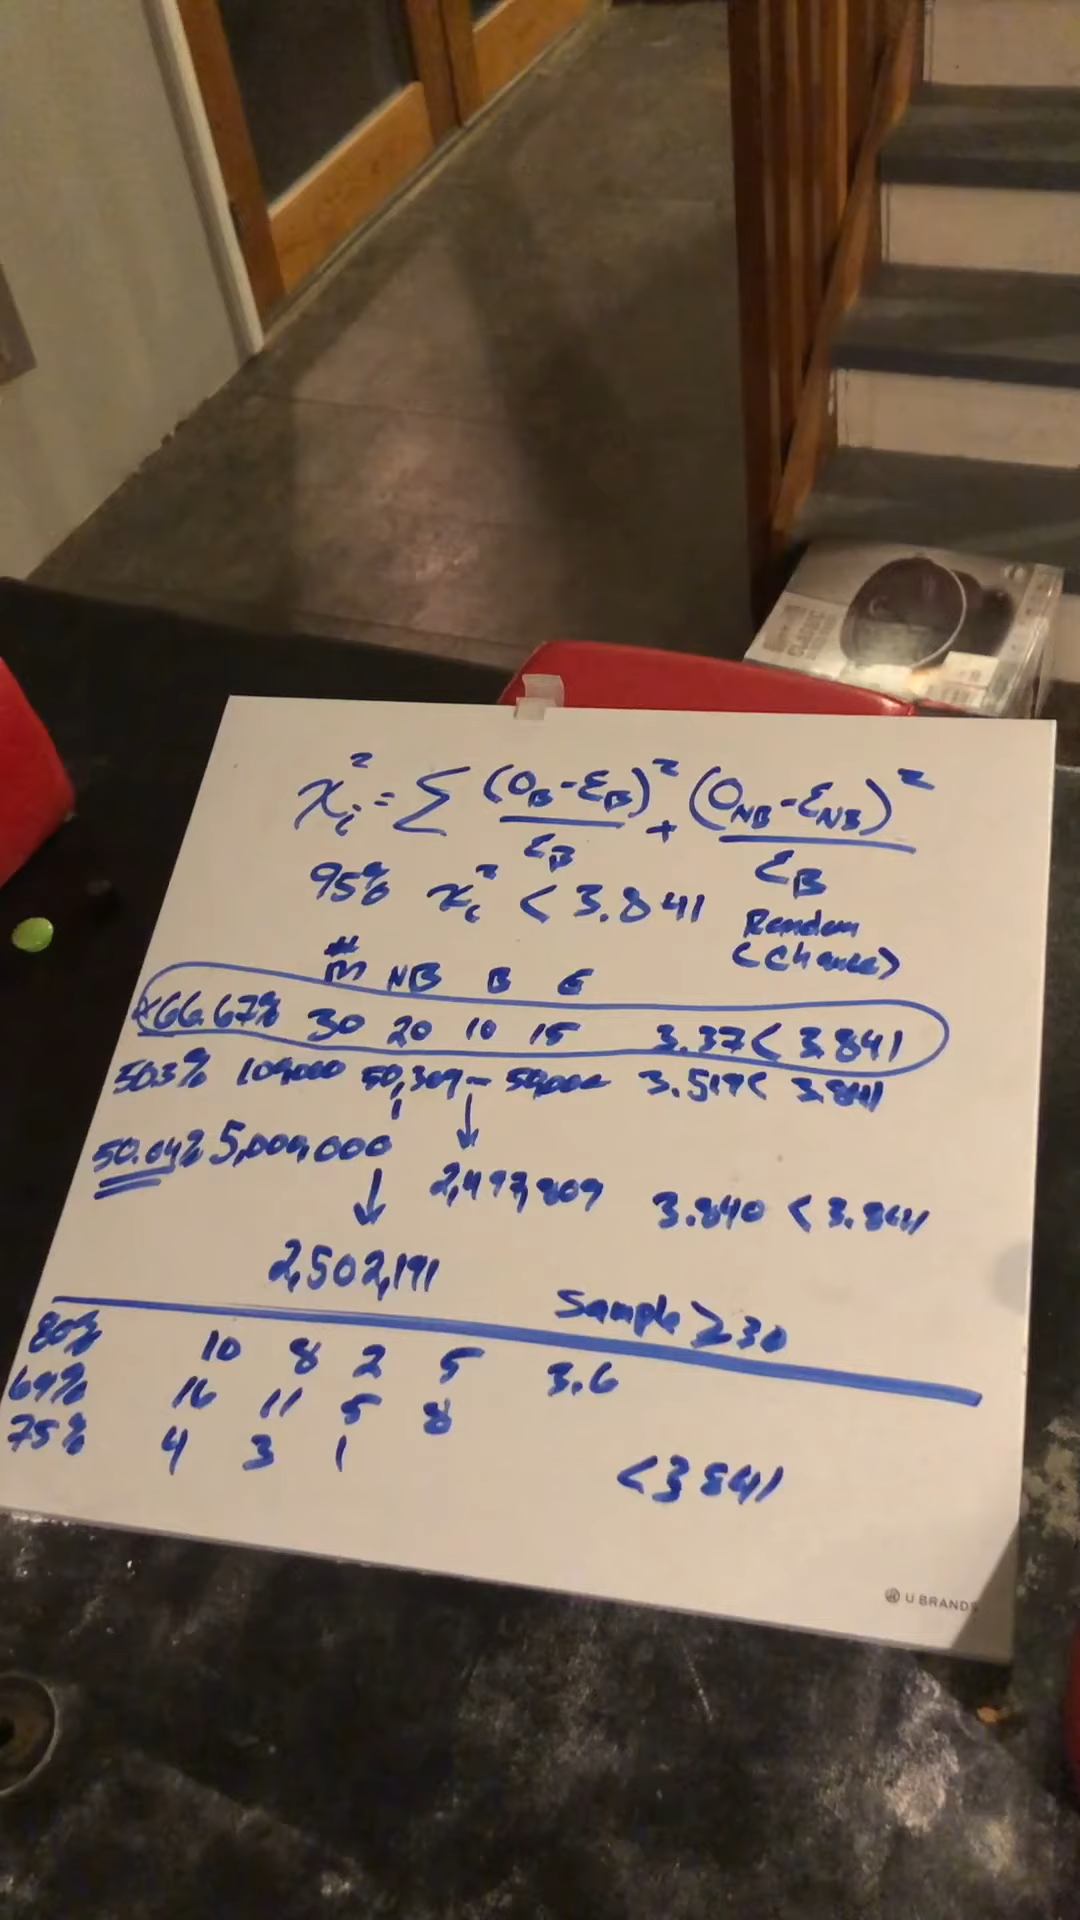 χᵢ² = Σ (O_B - E_B)² / E_B + (O_NB - E_NB)² / E_B
95% χᵢ² < 3.841 Random (Chance)
# m NB B E
<66.67% 30 20 10 15 3.37 < 3.841
50.3% 100,000 50,309 - 50,000 3.519 < 3.841
50.04% 5,000,000
2,497,809 3.840 < 3.841
2,502,191
Sample ≥ 30
80% 10 8 2 5 3.6
69% 16 11 5 8
75% 4 3 1
<3 841
U BRANDS